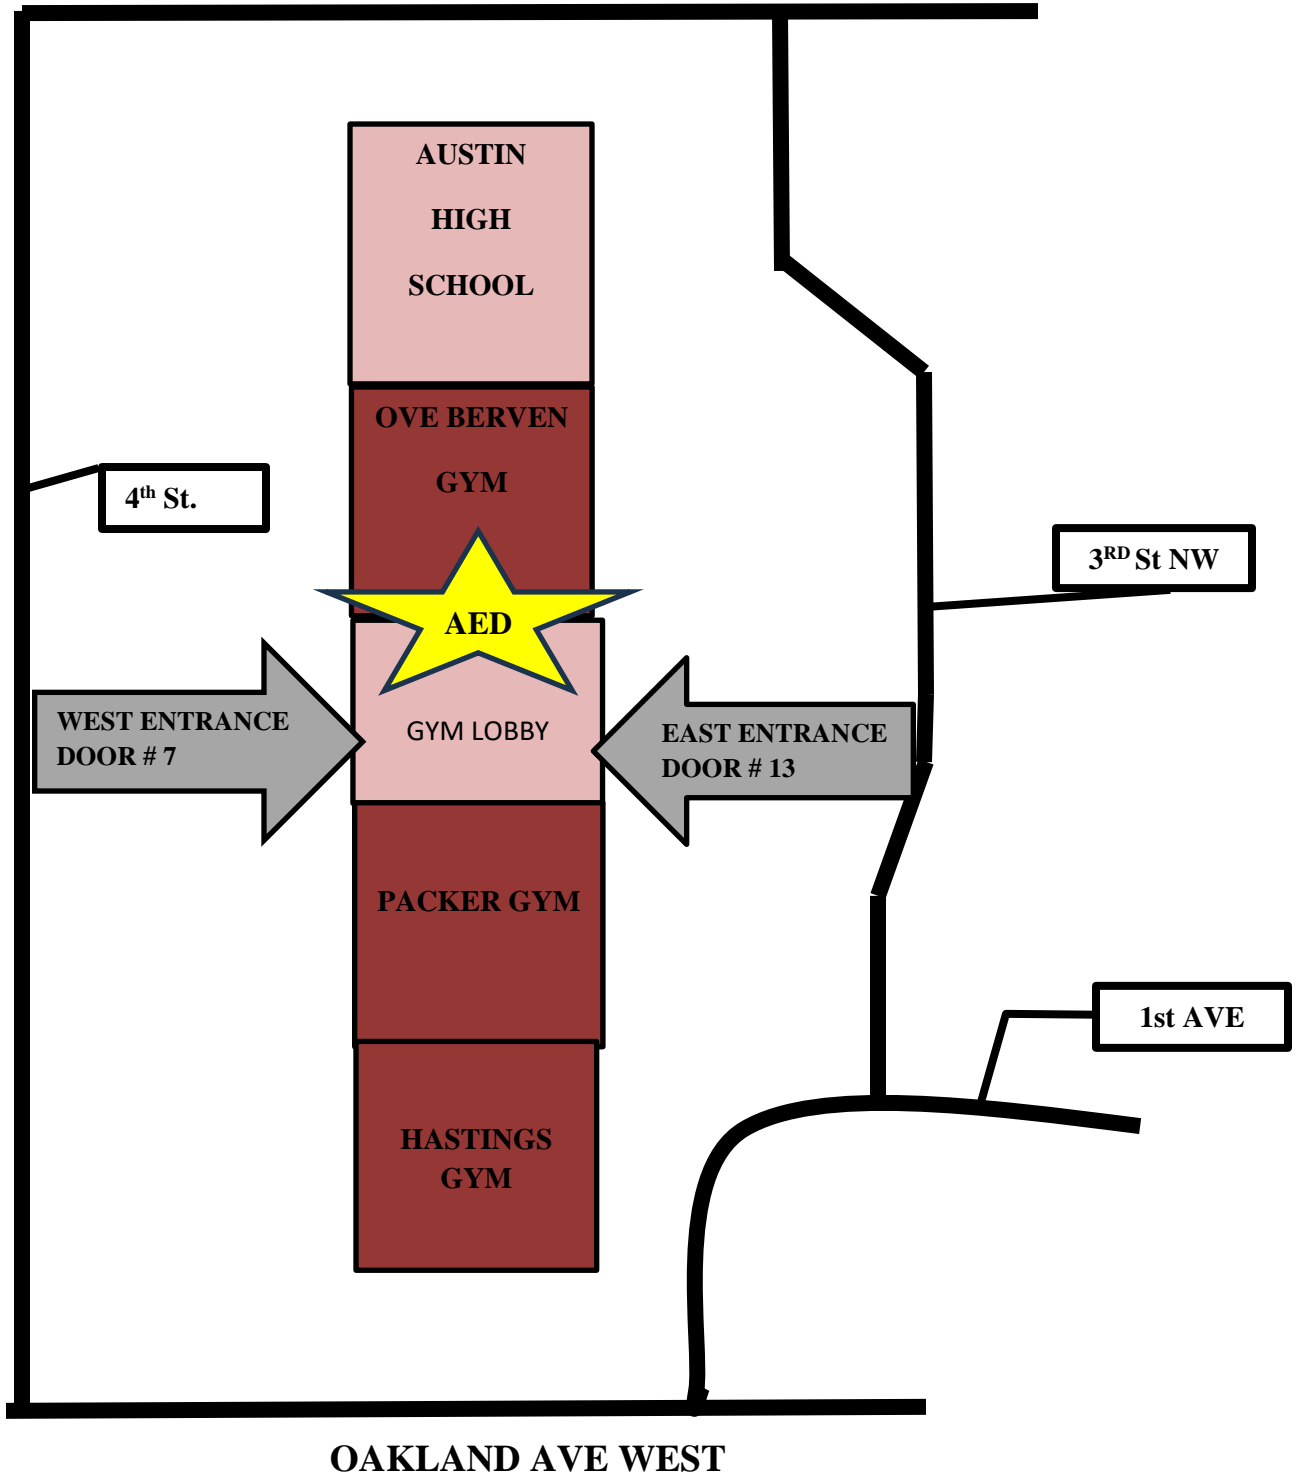 AUSTIN
HIGH
SCHOOL
OVE BERVEN
GYM
4th St.
3RD St NW
AED
WEST ENTRANCE
DOOR # 7
GYM LOBBY
EAST ENTRANCE
DOOR # 13
PACKER GYM
1st AVE
HASTINGS
GYM
OAKLAND AVE WEST